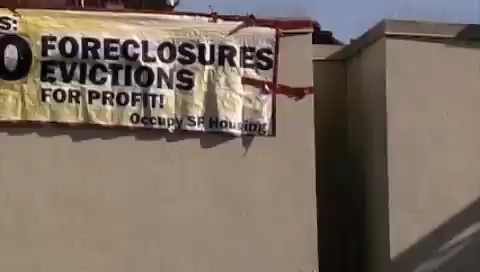 S:
O FORECLOSURES
EVICTIONS
FOR PROFIT!
Occupy SF Housing